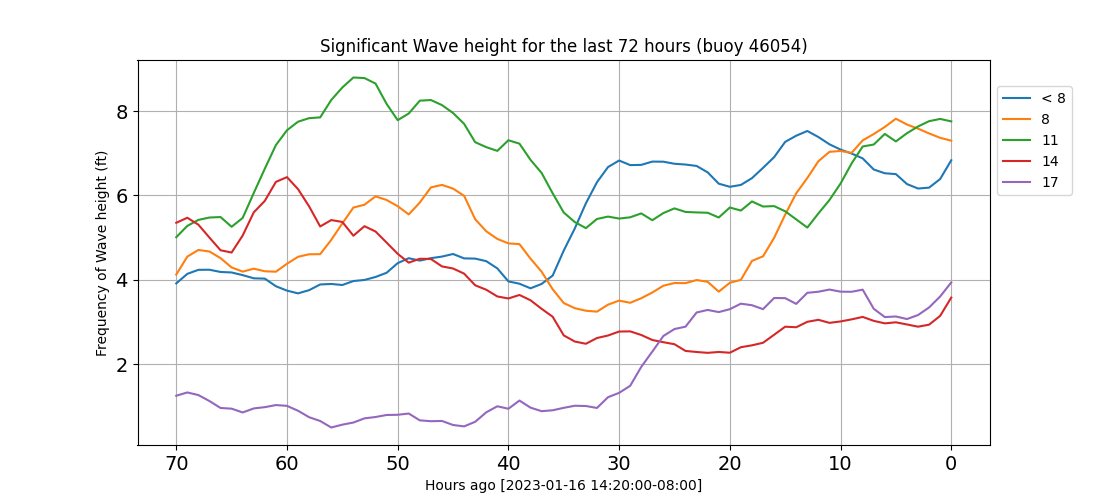 Significant Wave height for the last 72 hours (buoy 46054)
Frequency of Wave height (ft)
8
6
4
2
70 60 50 40 30 20 10 0
Hours ago [2023-01-16 14:20:00-08:00]
< 8
8
11
14
17